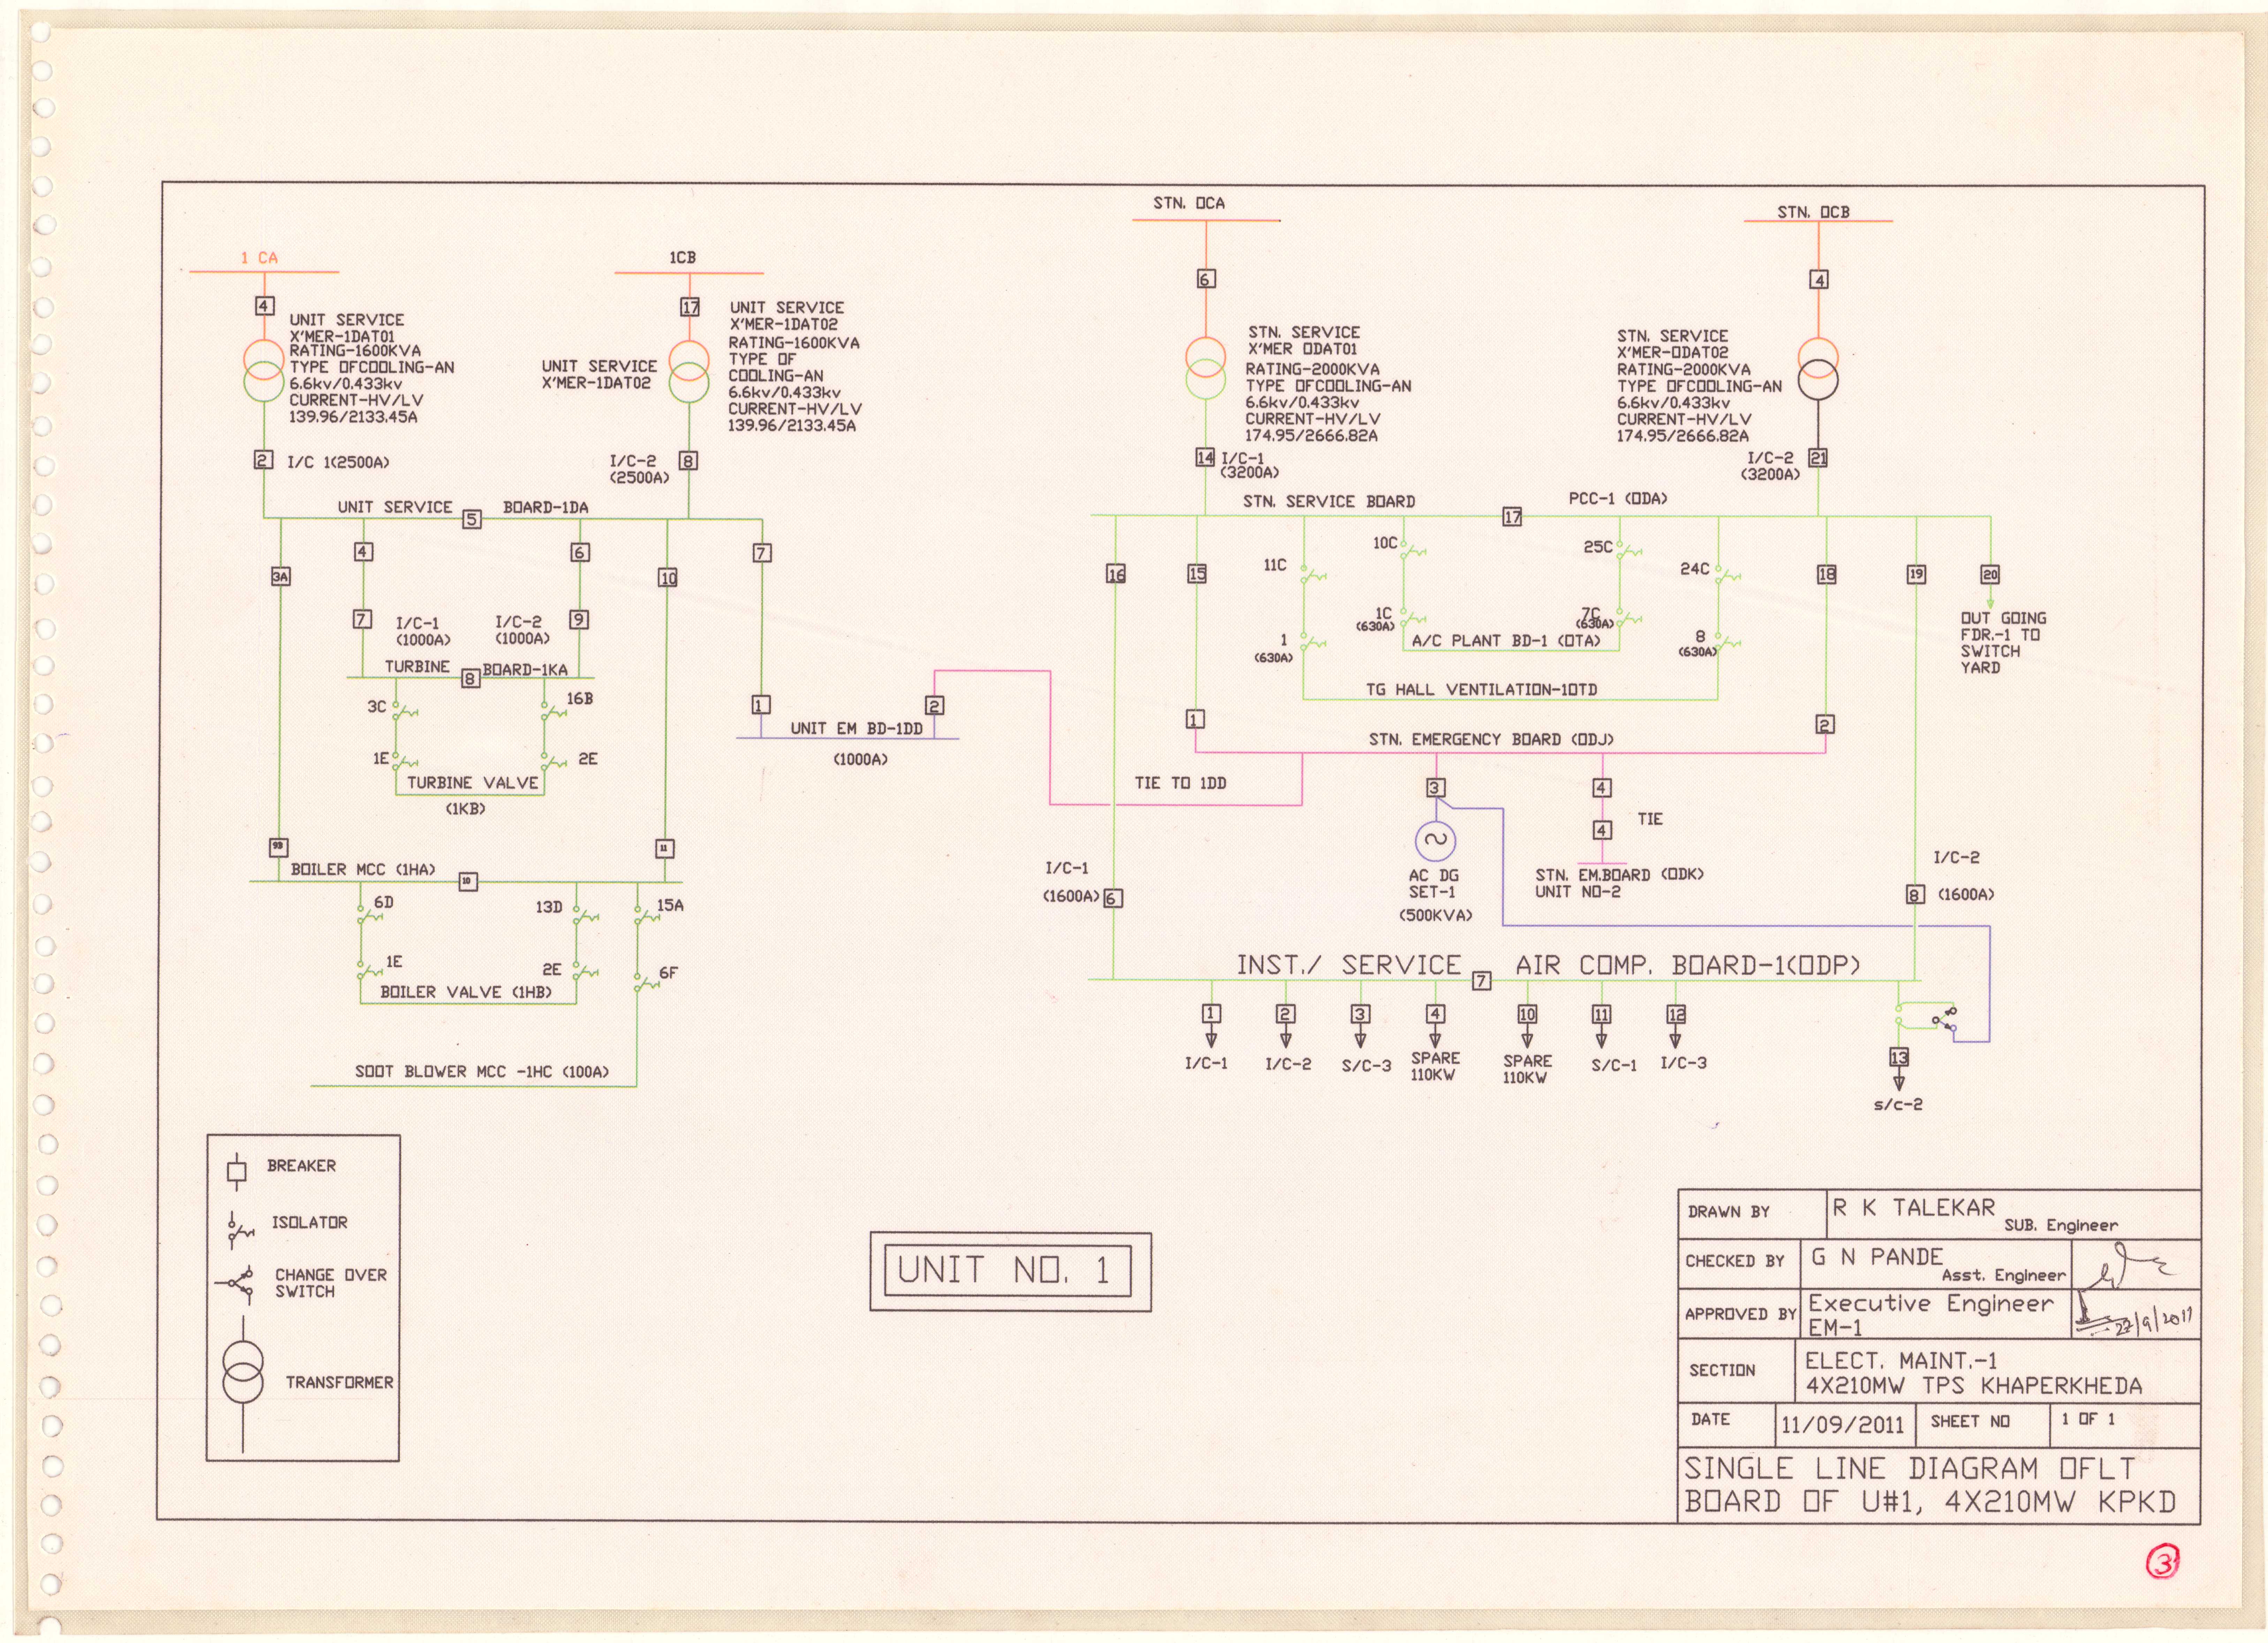 STN. OCA
STN. OCB
1 CA
1CB
4
17
6
4
UNIT SERVICE
X'MER-1DAT01
RATING-1600KVA
TYPE OFCOOLING-AN
6.6kv/0.433kv
CURRENT-HV/LV
139.96/2133.45A
UNIT SERVICE
X'MER-1DAT02
UNIT SERVICE
X'MER-1DAT02
RATING-1600KVA
TYPE OF
COOLING-AN
6.6kv/0.433kv
CURRENT-HV/LV
139.96/2133.45A
STN. SERVICE
X'MER ODAT01
RATING-2000KVA
TYPE OFCOOLING-AN
6.6kv/0.433kv
CURRENT-HV/LV
174.95/2666.82A
STN. SERVICE
X'MER-ODAT02
RATING-2000KVA
TYPE OFCOOLING-AN
6.6kv/0.433kv
CURRENT-HV/LV
174.95/2666.82A
2 I/C 1(2500A)
I/C-2 8
(2500A)
14 I/C-1
(3200A)
I/C-2 21
(3200A)
UNIT SERVICE 5 BOARD-1DA
STN. SERVICE BOARD 17 PCC-1 (ODA)
3A
4
6
10
7
7
I/C-1
(1000A)
I/C-2
(1000A)
9
TURBINE 8 BOARD-1KA
3C
16B
1E
2E
TURBINE VALVE
(1KB)
1
2
UNIT EM BD-1DD
(1000A)
16
15
11C
10C
25C
24C
18
19
20
1
(630A)
1C
(630A)
7C
(630A)
8
(630A)
A/C PLANT BD-1 (OTA)
TG HALL VENTILATION-10TD
OUT GOING
FDR.-1 TO
SWITCH
YARD
1
2
STN. EMERGENCY BOARD (ODJ)
TIE TO 1DD
3
4
4
TIE
AC DG
SET-1
(500KVA)
STN. EM.BOARD (ODK)
UNIT NO-2
9B
11
BOILER MCC (1HA)
10
6D
13D
15A
1E
2E
6F
BOILER VALVE (1HB)
SOOT BLOWER MCC -1HC (100A)
I/C-1
(1600A) 6
I/C-2
8 (1600A)
INST./ SERVICE 7 AIR COMP. BOARD-1(ODP)
1
2
3
4
10
11
12
13
I/C-1
I/C-2
S/C-3
SPARE
110KW
SPARE
110KW
S/C-1
I/C-3
s/c-2
BREAKER
ISOLATOR
CHANGE OVER
SWITCH
TRANSFORMER
UNIT NO. 1
DRAWN BY R K TALEKAR
SUB. Engineer
CHECKED BY G N PANDE
Asst. Engineer
APPROVED BY Executive Engineer
EM-1
22/9/2011
SECTION ELECT. MAINT.-1
4X210MW TPS KHAPERKHEDA
DATE 11/09/2011 SHEET NO 1 OF 1
SINGLE LINE DIAGRAM OFLT
BOARD OF U#1, 4X210MW KPKD
3